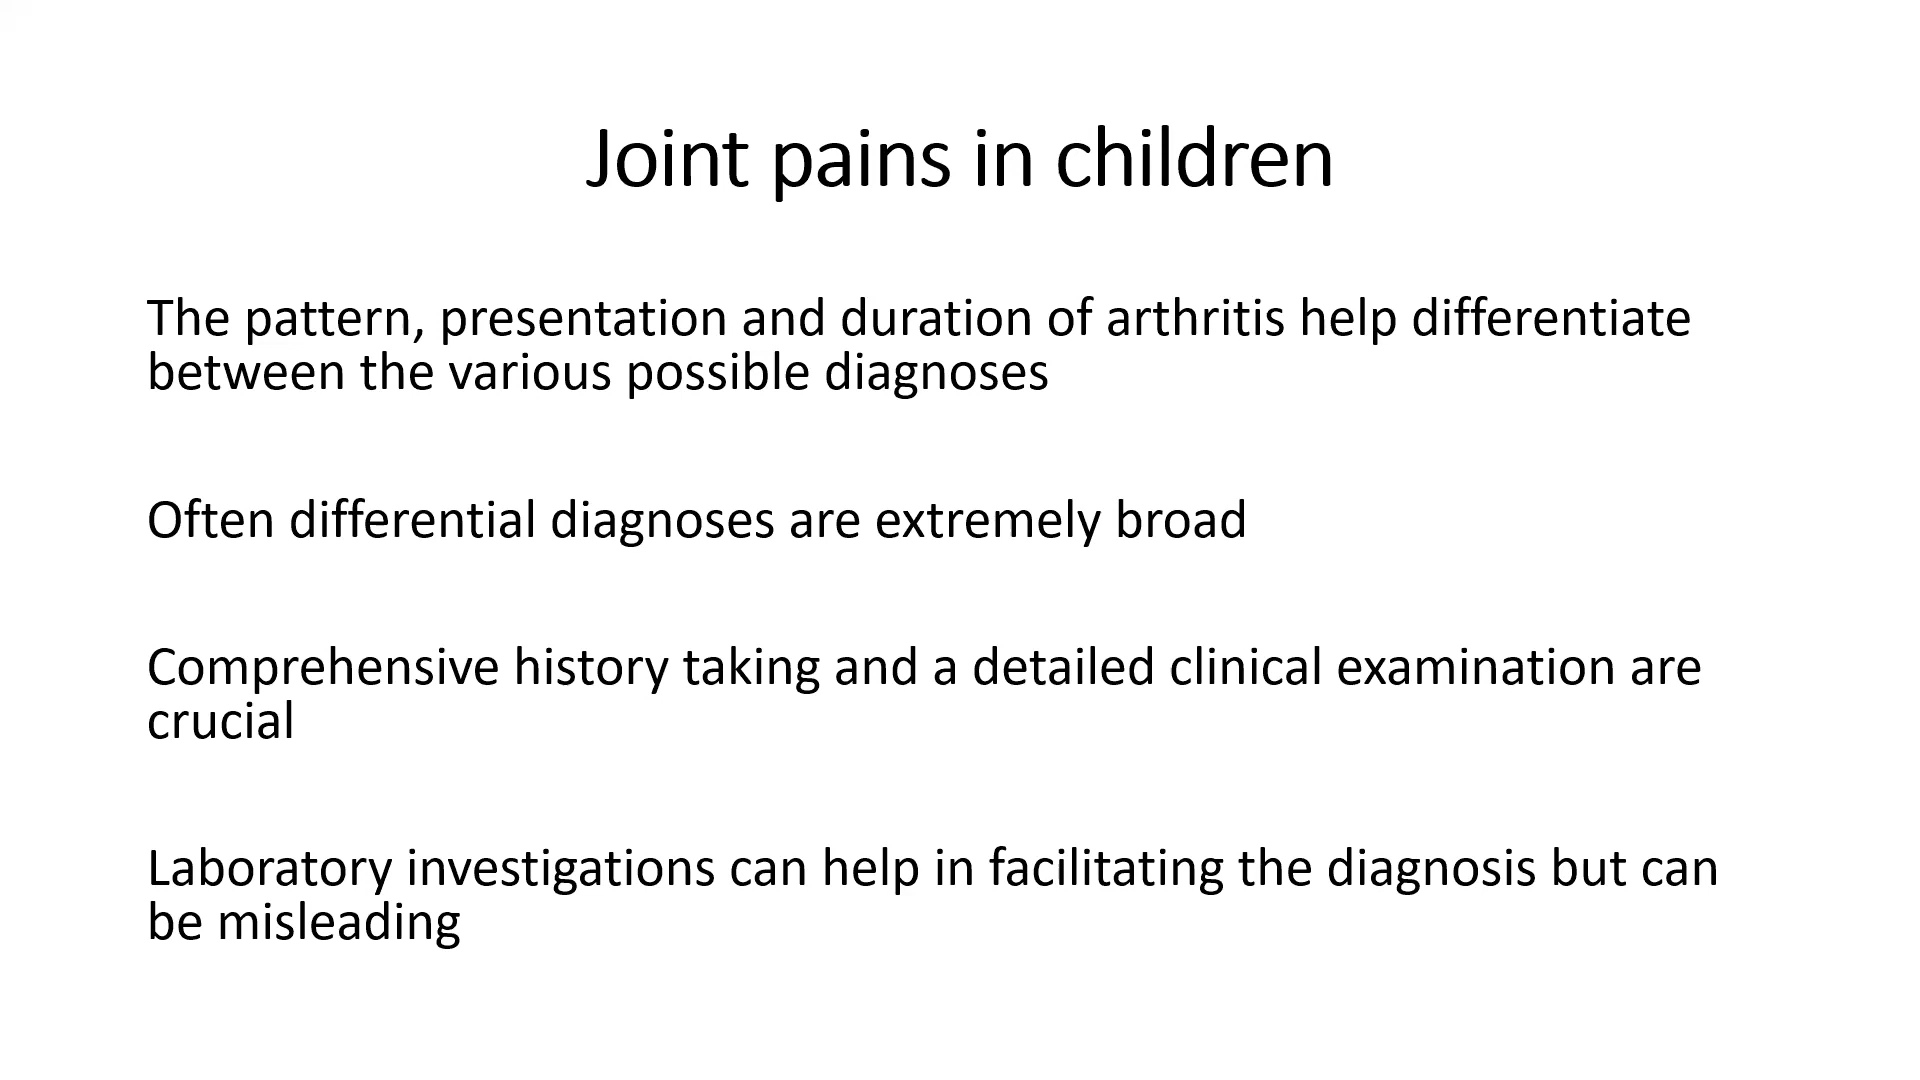 Joint pains in children
The pattern, presentation and duration of arthritis help differentiate
between the various possible diagnoses
Often differential diagnoses are extremely broad
Comprehensive history taking and a detailed clinical examination are
crucial
Laboratory investigations can help in facilitating the diagnosis but can
be misleading